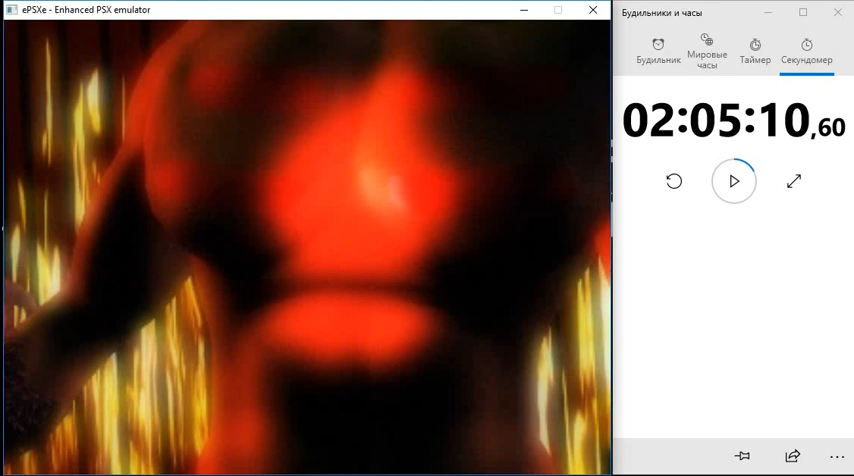 ePSXe - Enhanced PSX emulator
Будильники и часы
Будильник
Мировые
часы
Таймер
Секундомер
02:05:10,60